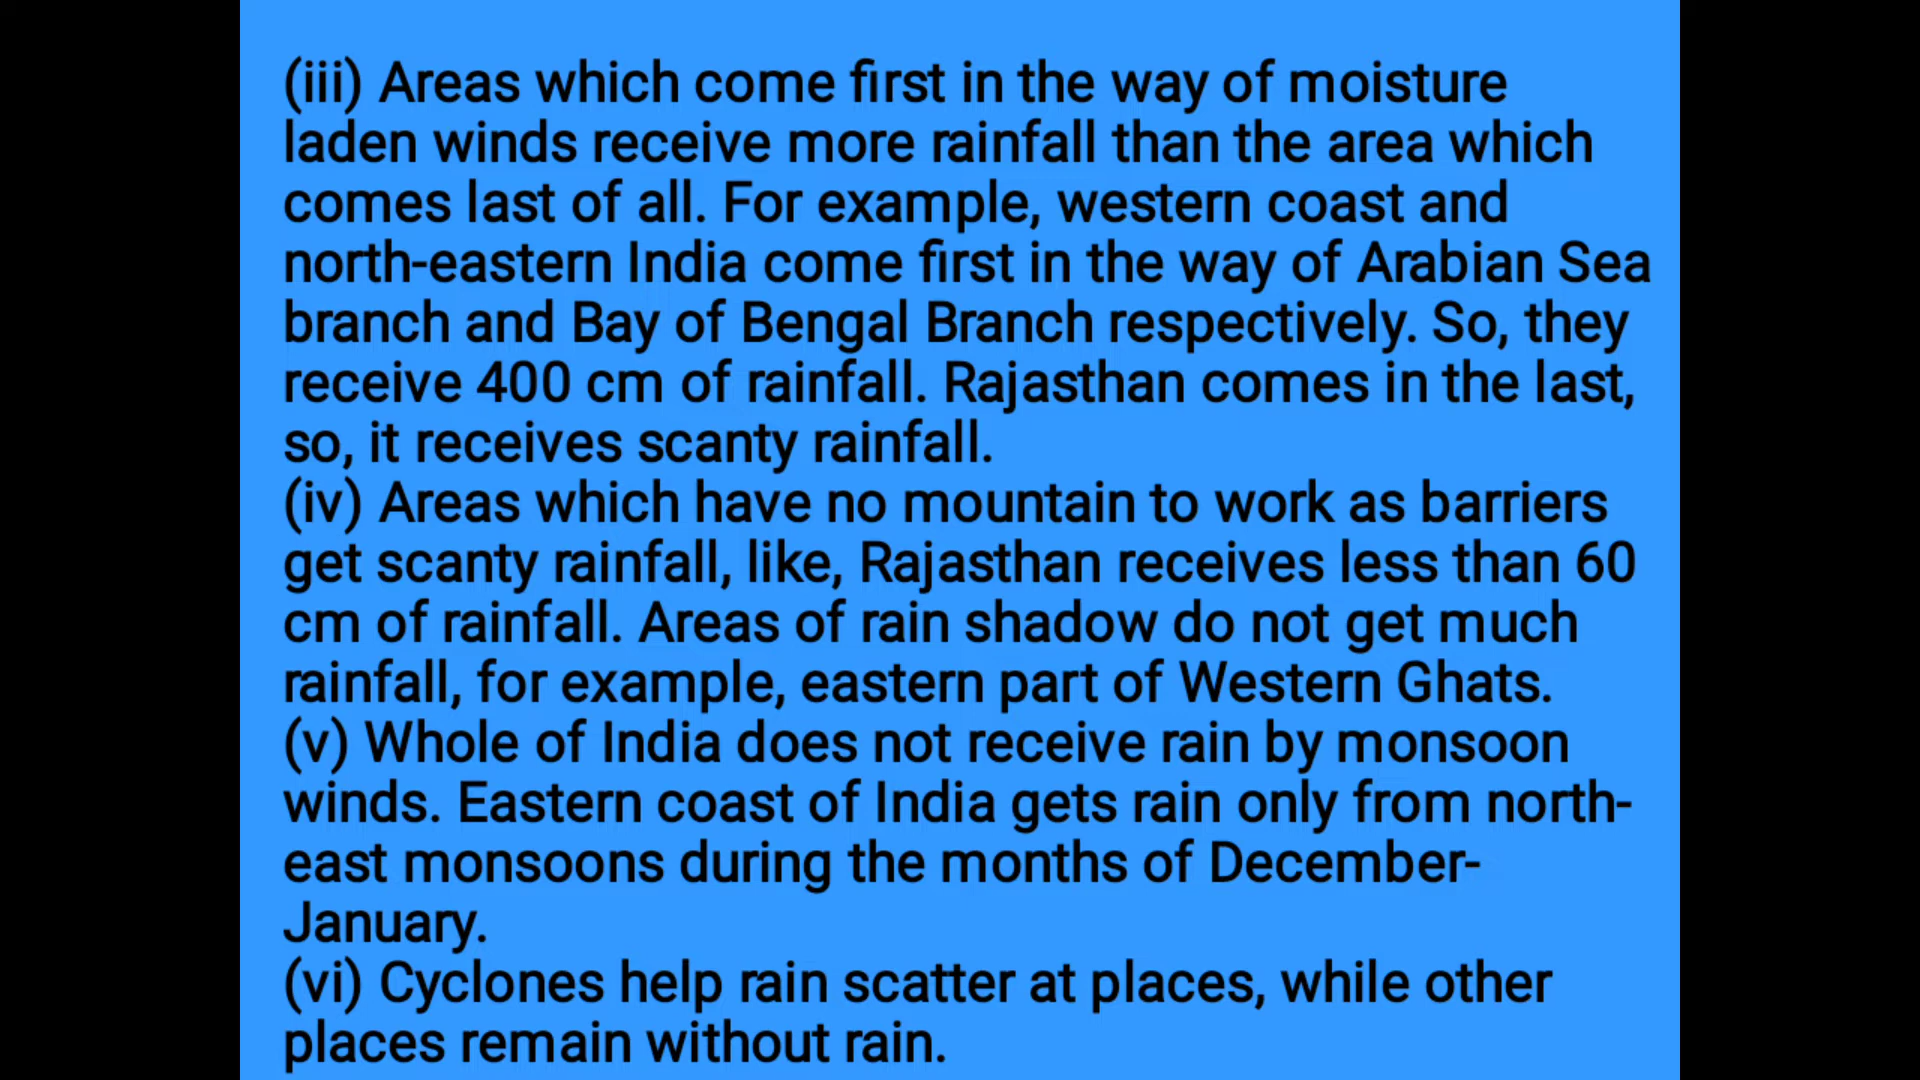 (iii) Areas which come first in the way of moisture
laden winds receive more rainfall than the area which
comes last of all. For example, western coast and
north-eastern India come first in the way of Arabian Sea
branch and Bay of Bengal Branch respectively. So, they
receive 400 cm of rainfall. Rajasthan comes in the last,
so, it receives scanty rainfall.
(iv) Areas which have no mountain to work as barriers
get scanty rainfall, like, Rajasthan receives less than 60
cm of rainfall. Areas of rain shadow do not get much
rainfall, for example, eastern part of Western Ghats.
(v) Whole of India does not receive rain by monsoon
winds. Eastern coast of India gets rain only from north-
east monsoons during the months of December-
January.
(vi) Cyclones help rain scatter at places, while other
places remain without rain.